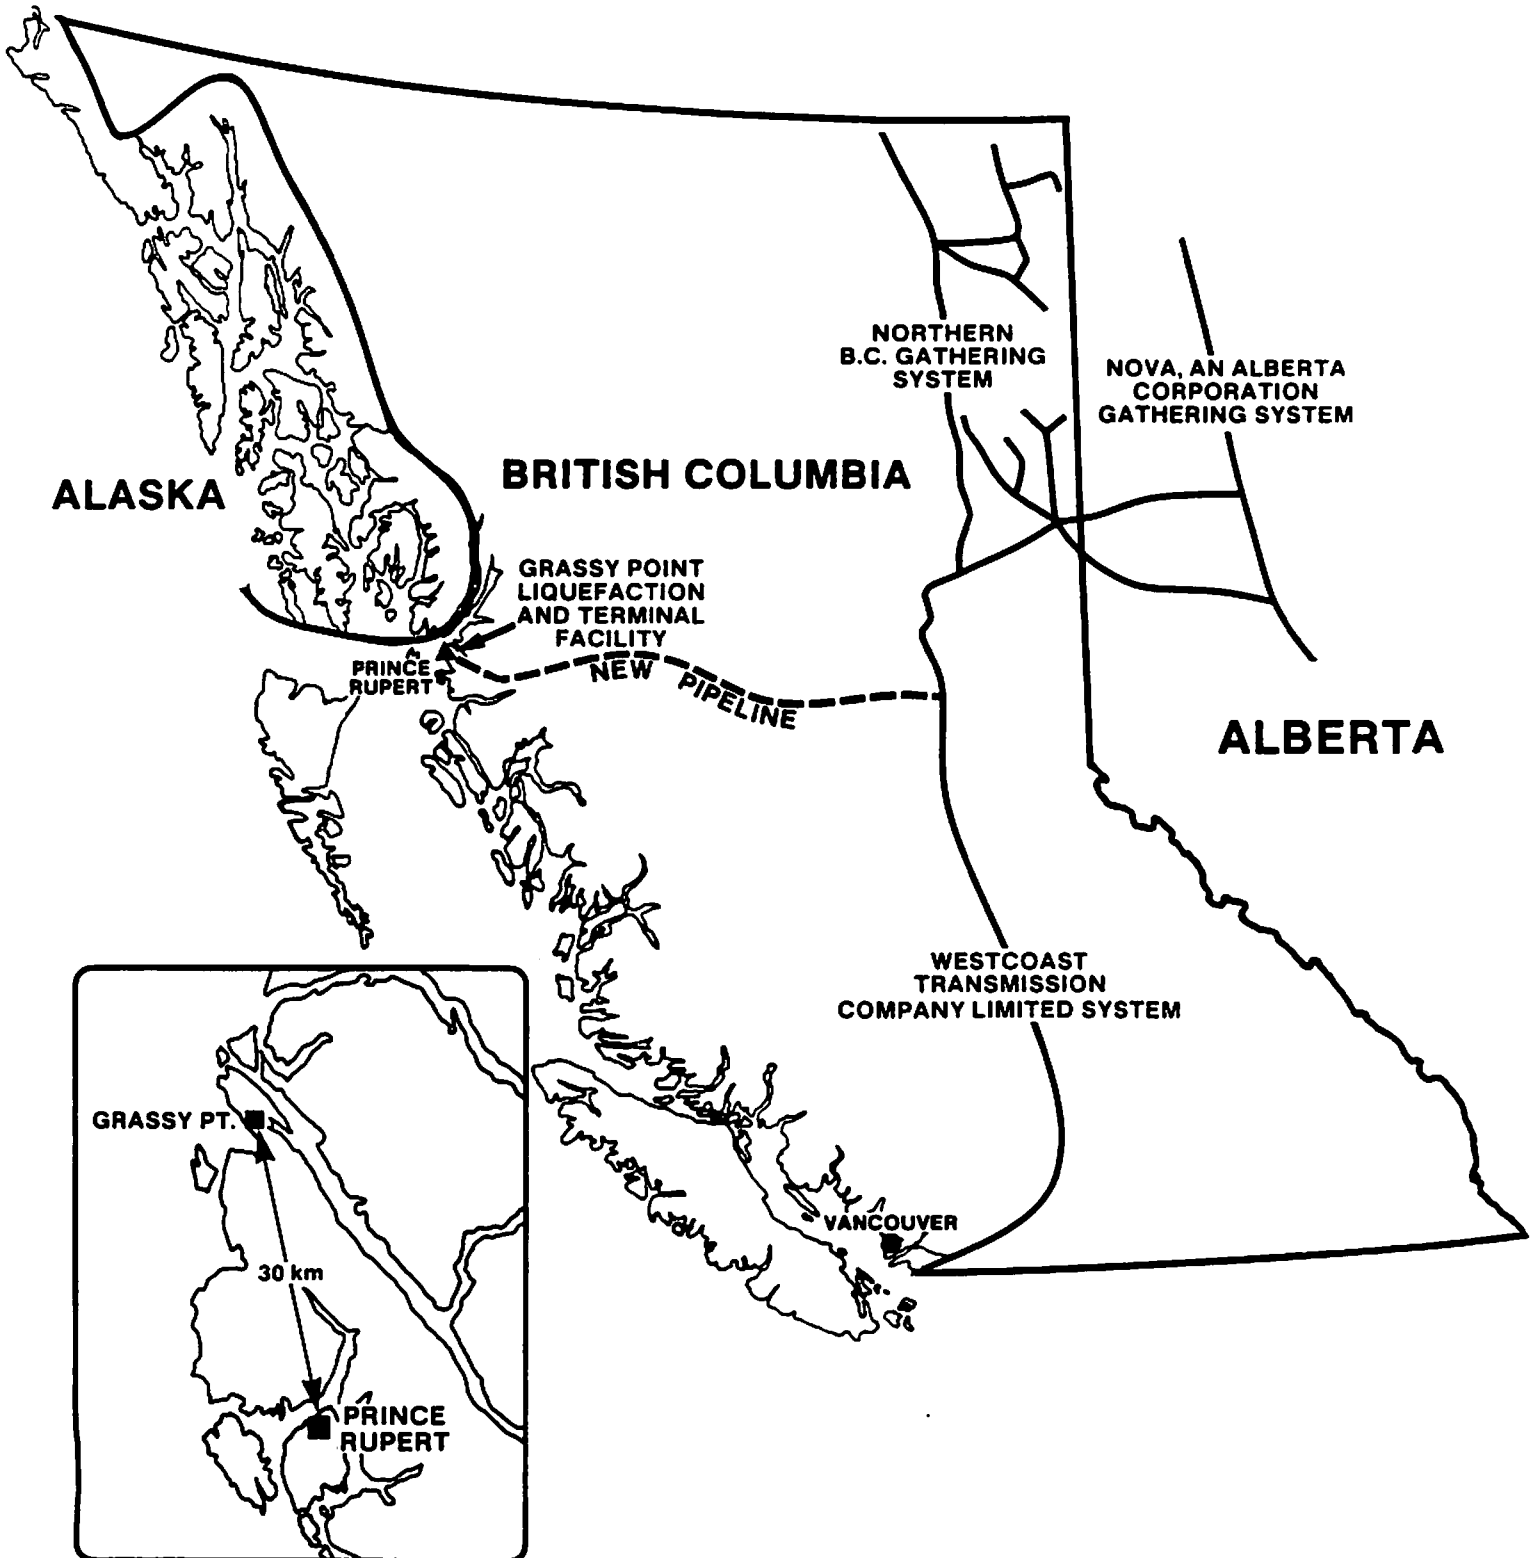 NORTHERN
B.C. GATHERING
SYSTEM
NOVA, AN ALBERTA
CORPORATION
GATHERING SYSTEM
BRITISH COLUMBIA
ALASKA
GRASSY POINT
LIQUEFACTION
AND TERMINAL
FACILITY
PRINCE
RUPERT
NEW PIPELINE
ALBERTA
WESTCOAST
TRANSMISSION
COMPANY LIMITED SYSTEM
GRASSY PT.
VANCOUVER
30 km
PRINCE
RUPERT